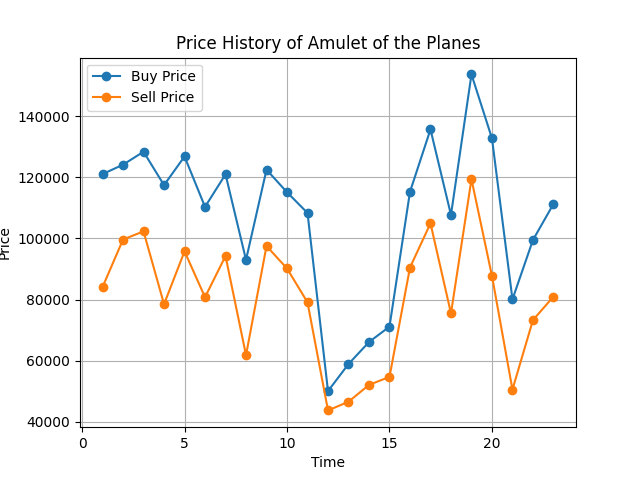 Price History of Amulet of the Planes
Buy Price
Sell Price
140000
120000
100000
80000
60000
40000
Price
0
5
10
15
20
Time